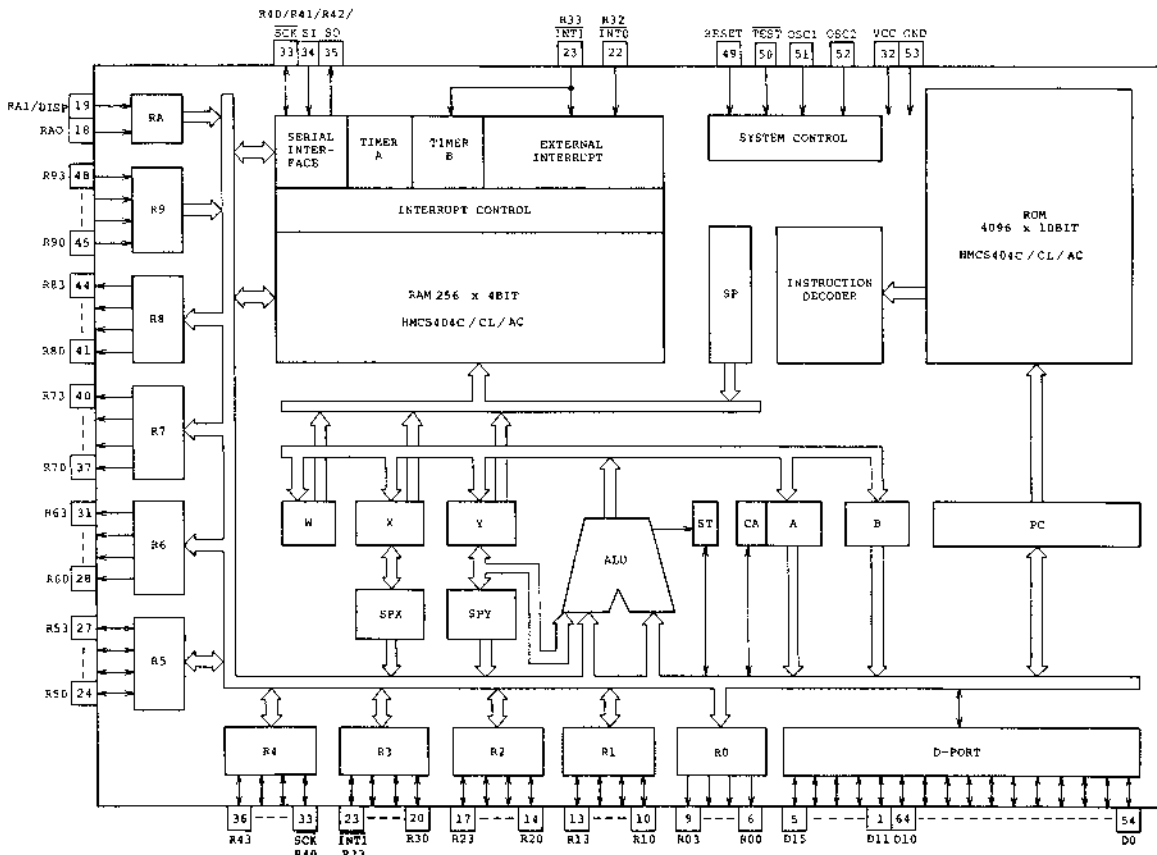 R40/R41/R42/
SCK SI SO
33 34 35
R33 R32
INT1 INT0
23 22
RRSET TEST OSC1 OSC2 VCC GND
49 50 51 52 32 53
RA1/DISP 19
RA0 18
RA
R93 48
R9
R90 45
R83 44
R8
R80 41
R73 40
R7
R70 37
R63 31
R6
R60 28
R53 27
R5
R90 24
SERIAL
INTER-
FACE
TIMER
A
TIMER
B
EXTERNAL
INTERRUPT
INTERRUPT CONTROL
RAM 256 x 4BIT
HMCS404C/CL/AC
SYSTEM CONTROL
SP
INSTRUCTION
DECODER
ROM
4096 x 10BIT
HMCS404C/CL/AC
W X Y ALU ST CA A B PC
SPX SPY
R4 R3 R2 R1 R0 D-PORT
36 33 23 20 17 14 13 10 9 6 5 1 64 54
R43 SCK INT1 R30 R23 R20 R13 R10 R03 R00 D15 D11 D10 D0
R40 R33